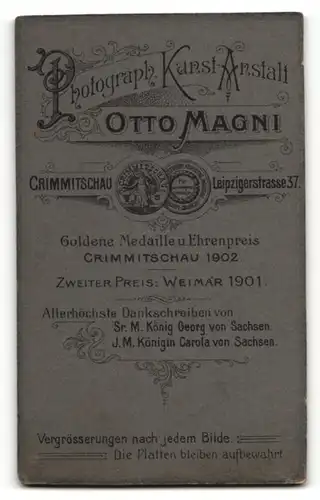 Photograph. Kunst-Anstalt
OTTO MAGNI
CRIMMITSCHAU
Leipzigerstrasse 37.
Goldene Medaille u Ehrenpreis
CRIMMITSCHAU 1902
ZWEITER PREIS: WEIMAR 1901.
Allerhöchste Dankschreiben von
Sr. M. König Georg von Sachsen.
J. M. Königin Carola von Sachsen.
Vergrösserungen nach jedem Bilde.
Die Platten bleiben aufbewahrt